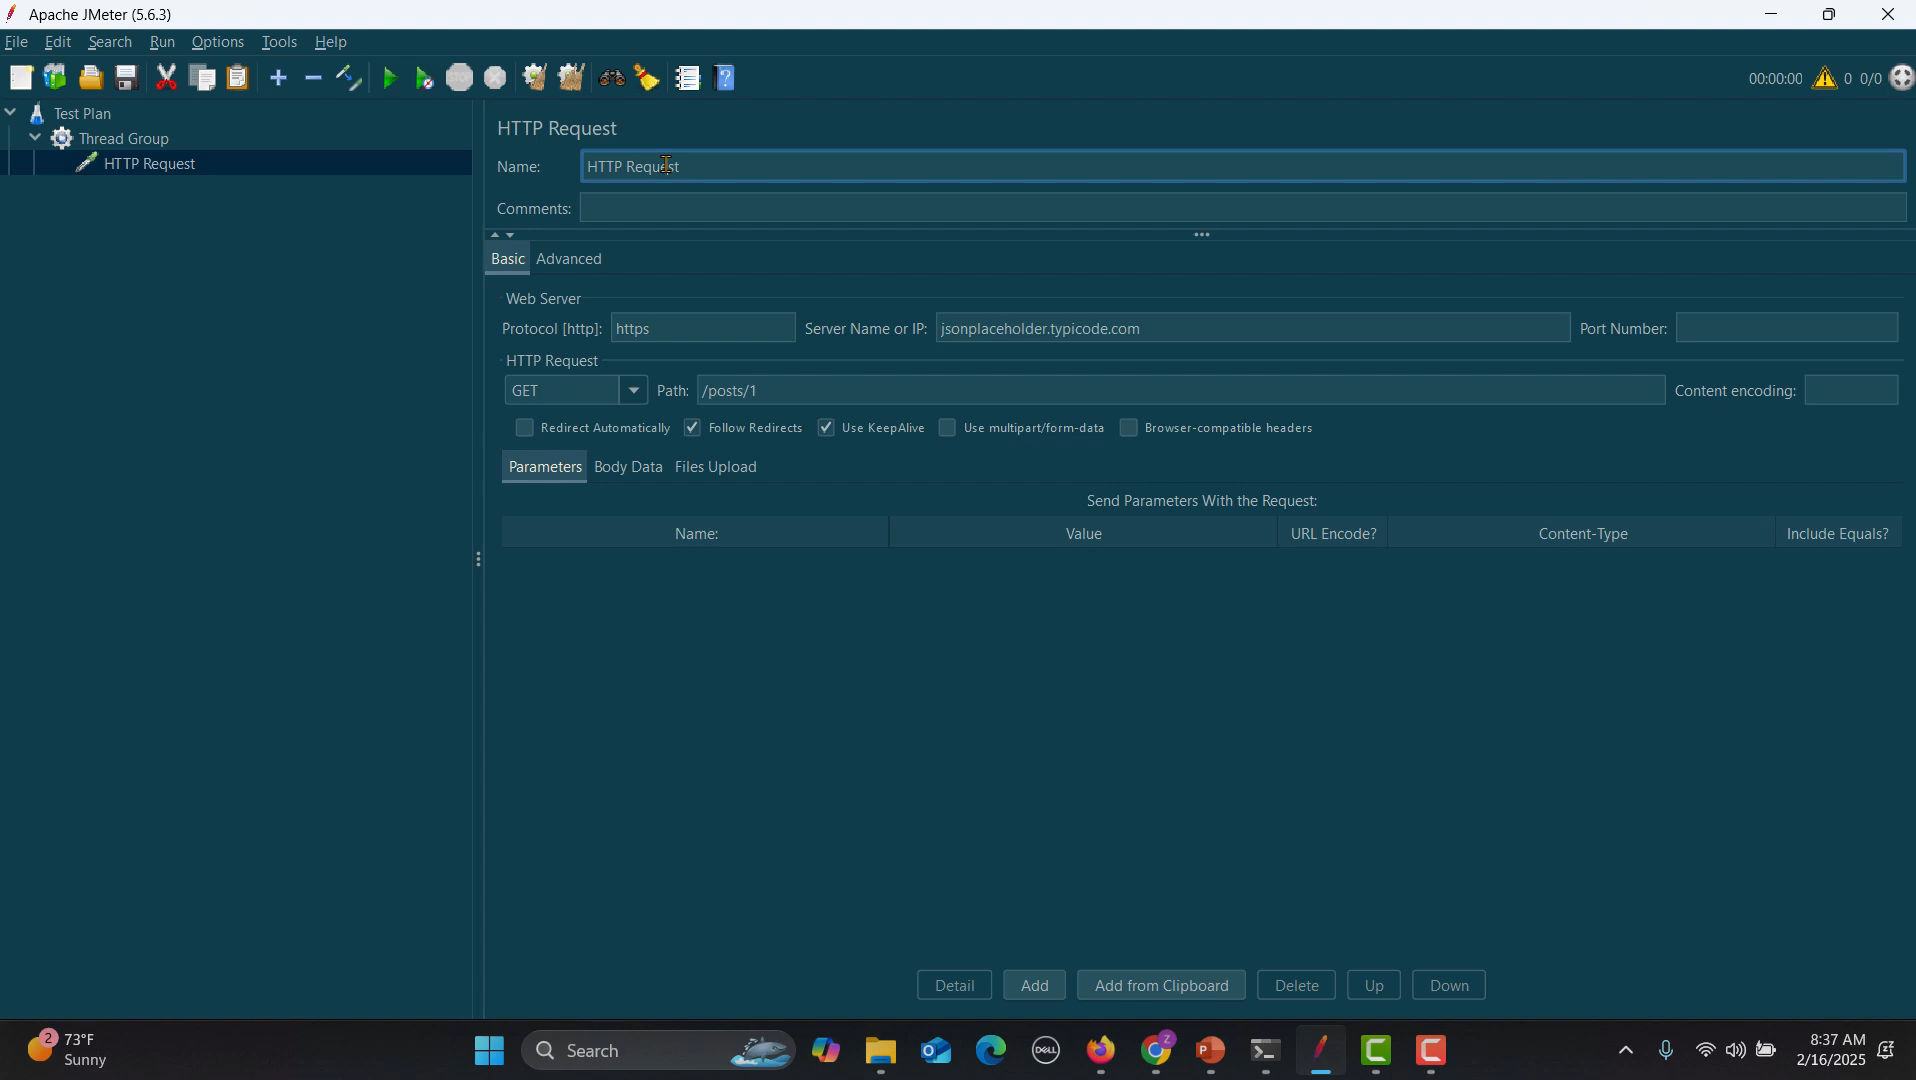 Apache JMeter (5.6.3)
File Edit Search Run Options Tools Help
STOP
00:00:00 0 0/0
Test Plan
Thread Group
HTTP Request
HTTP Request
Name: HTTP Request
Comments:
Basic Advanced
Web Server
Protocol [http]: https Server Name or IP: jsonplaceholder.typicode.com Port Number:
HTTP Request
GET Path: /posts/1 Content encoding:
Redirect Automatically Follow Redirects Use KeepAlive Use multipart/form-data Browser-compatible headers
Parameters Body Data Files Upload
Send Parameters With the Request:
Name: Value URL Encode? Content-Type Include Equals?
Detail Add Add from Clipboard Delete Up Down
2 73°F
Sunny
Search
DELL
Z
8:37 AM
2/16/2025